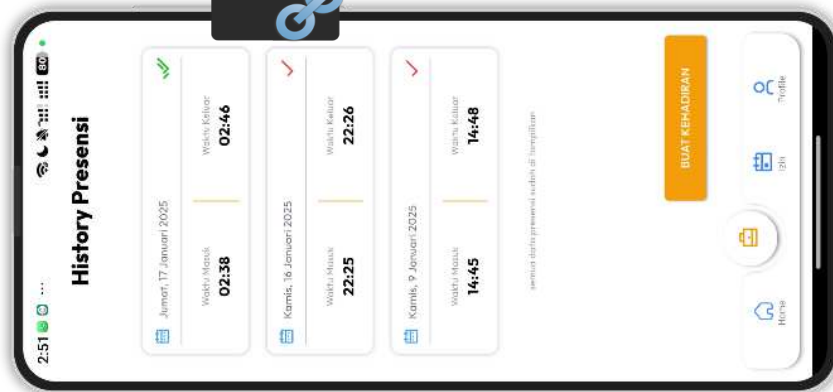 2:51
80
History Presensi
Jumat, 17 Januari 2025
Waktu Masuk
Waktu Keluar
02:38
02:46
Kamis, 16 Januari 2025
Waktu Masuk
Waktu Keluar
22:25
22:26
Kamis, 9 Januari 2025
Waktu Masuk
Waktu Keluar
14:45
14:48
semua data presensi sudah di tampilkan
BUAT KEHADIRAN
Home
Izin
Profile